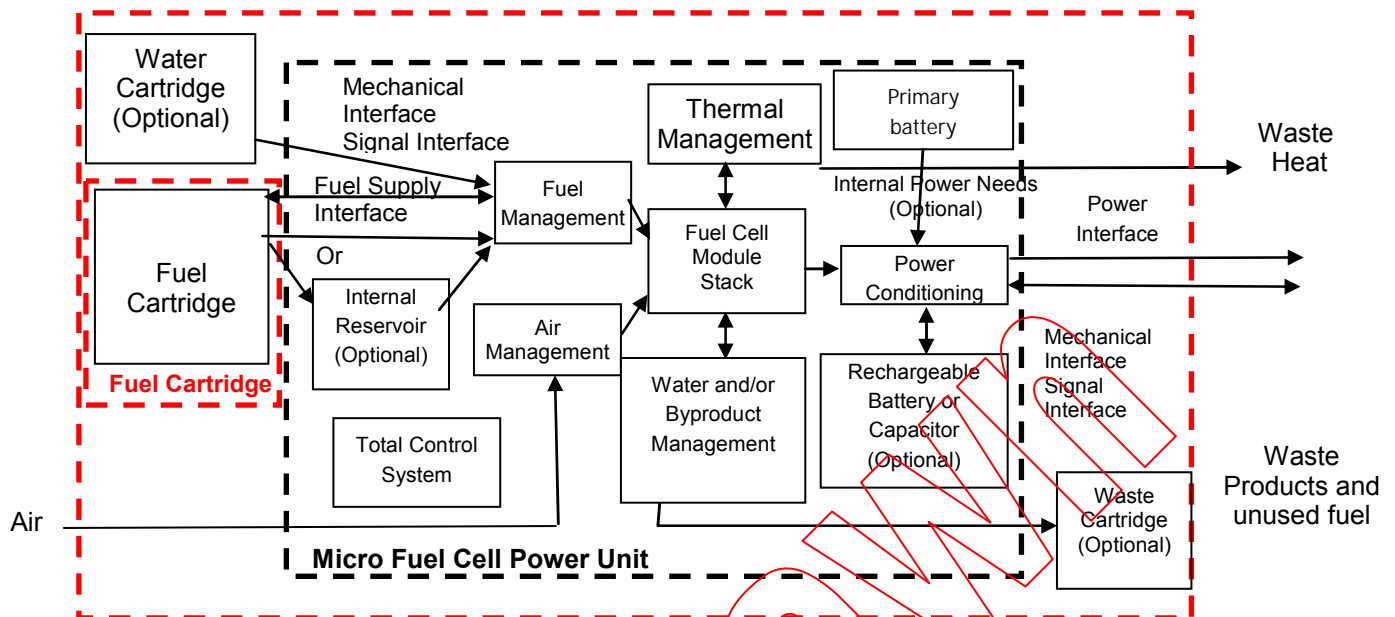 Water
Cartridge
(Optional)
Mechanical
Interface
Signal Interface
Thermal
Management
Primary
battery
Waste
Heat
Fuel Supply
Interface
Or
Fuel
Management
Internal Power Needs
(Optional)
Power
Interface
Fuel
Cartridge
Fuel Cartridge
Internal
Reservoir
(Optional)
Fuel Cell
Module
Stack
Power
Conditioning
Air
Management
Mechanical
Interface
Signal
Interface
Water and/or
Byproduct
Management
Rechargeable
Battery or
Capacitor
(Optional)
Total Control
System
Waste
Products and
unused fuel
Waste
Cartridge
(Optional)
Air
Micro Fuel Cell Power Unit